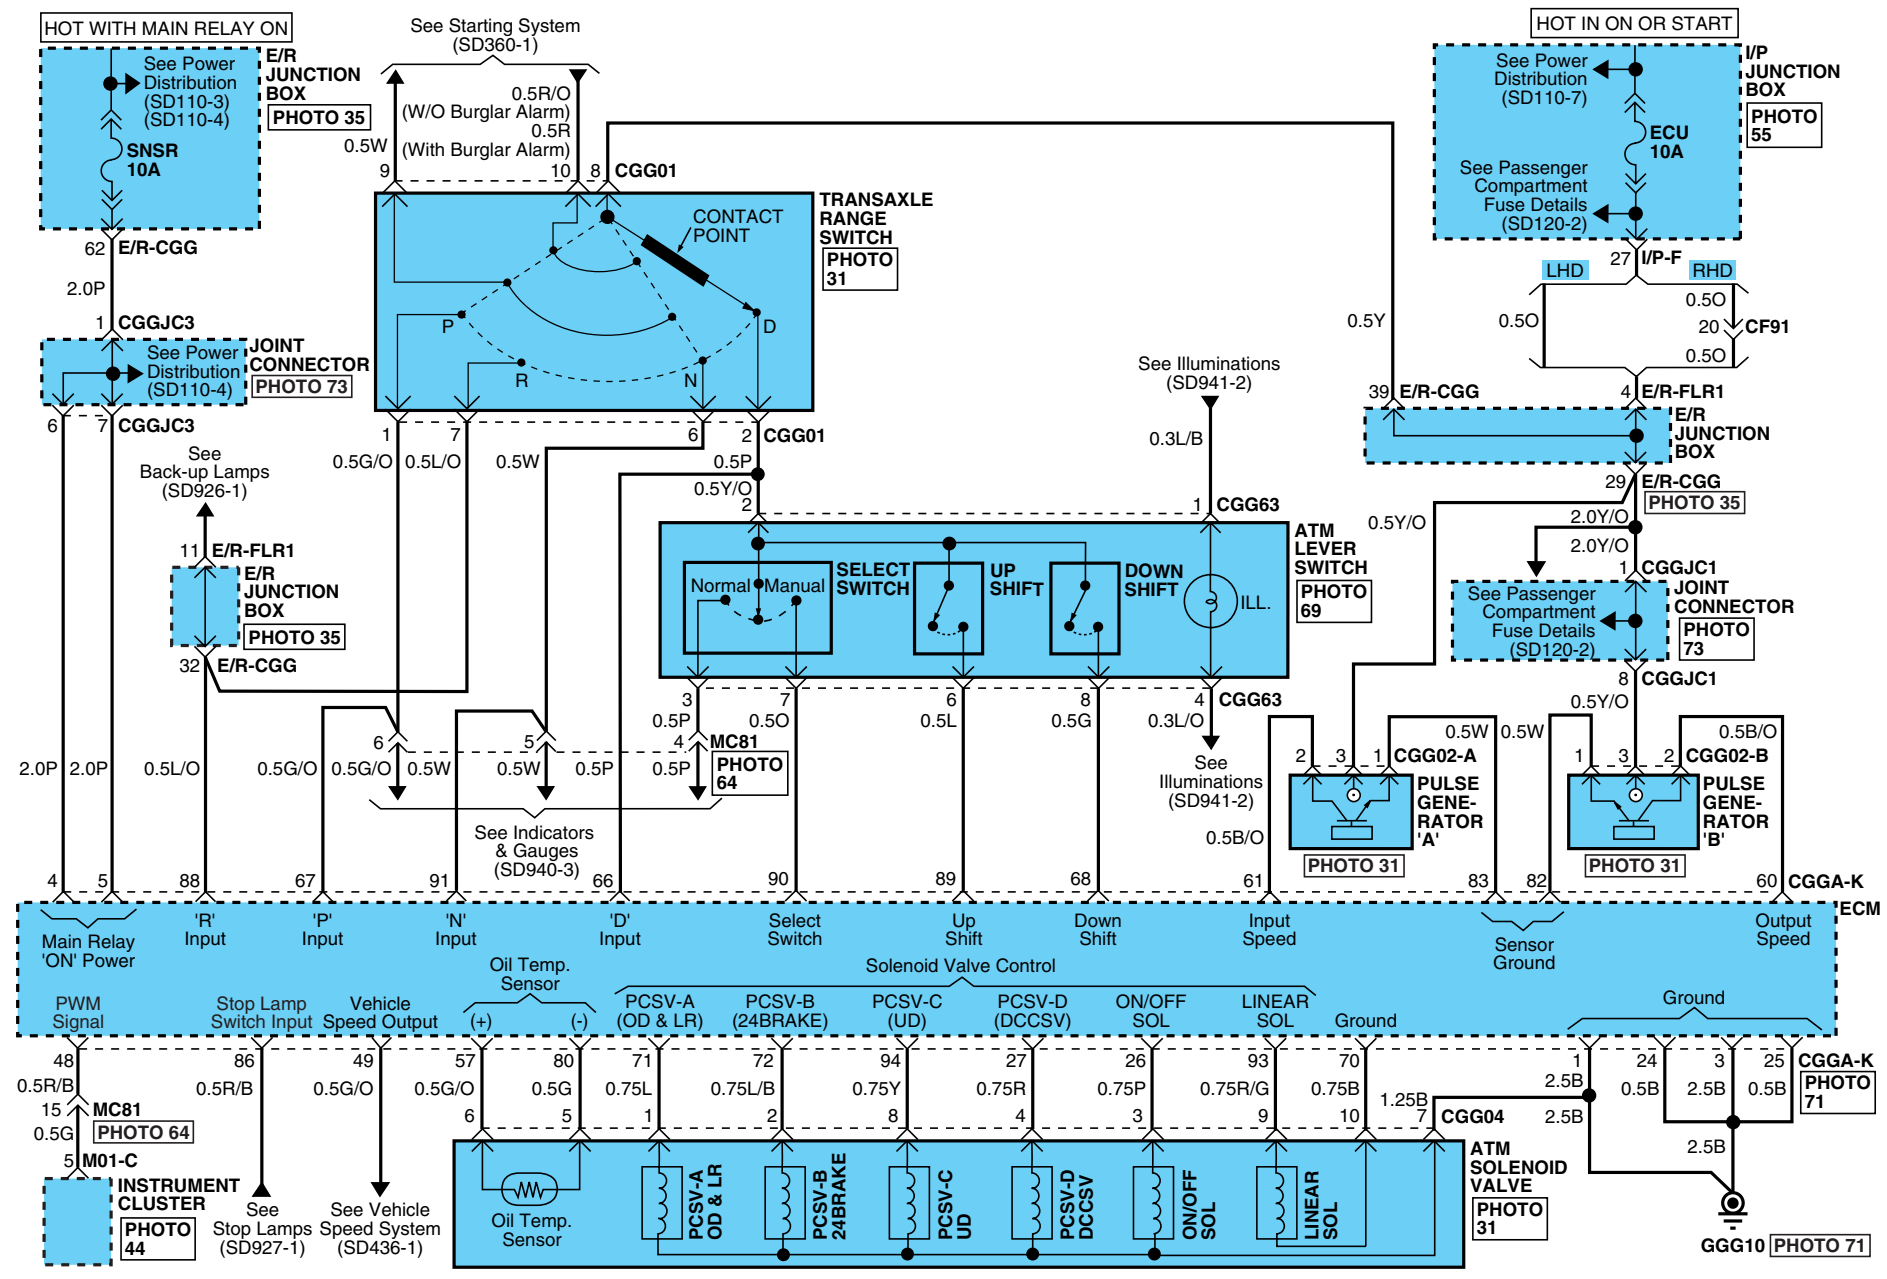 HOT WITH MAIN RELAY ON
See Power
Distribution
(SD110-3)
(SD110-4)
SNSR
10A
E/R
JUNCTION
BOX
PHOTO 35
62 E/R-CGG
2.0P
1 CGGJC3
See Power
Distribution
(SD110-4)
JOINT
CONNECTOR
PHOTO 73
6 7 CGGJC3
See
Back-up Lamps
(SD926-1)
11 E/R-FLR1
E/R
JUNCTION
BOX
PHOTO 35
32 E/R-CGG
See Starting System
(SD360-1)
0.5R/O
(W/O Burglar Alarm)
0.5R
(With Burglar Alarm)
0.5W
9 10 8 CGG01
CONTACT
POINT
P R N D
TRANSAXLE
RANGE
SWITCH
PHOTO
31
1 7 6 2 CGG01
0.5G/O 0.5L/O 0.5W 0.5P
0.5Y/O
2 1 CGG63
See Illuminations
(SD941-2)
0.3L/B
Normal Manual
SELECT
SWITCH
UP
SHIFT
DOWN
SHIFT
ILL.
ATM
LEVER
SWITCH
PHOTO
69
3 7 6 8 4 CGG63
0.5P 0.5O 0.5L 0.5G 0.3L/O
6 5 4 MC81
PHOTO
64
See
Illuminations
(SD941-2)
2.0P 2.0P 0.5L/O 0.5G/O 0.5G/O 0.5W 0.5W 0.5P 0.5P
See Indicators
& Gauges
(SD940-3)
HOT IN ON OR START
See Power
Distribution
(SD110-7)
ECU
10A
See Passenger
Compartment
Fuse Details
(SD120-2)
I/P
JUNCTION
BOX
PHOTO
55
27 I/P-F
LHD RHD
0.5O 0.5O
20 CF91
0.5O
0.5Y
39 E/R-CGG
4 E/R-FLR1
E/R
JUNCTION
BOX
29 E/R-CGG
PHOTO 35
0.5Y/O 2.0Y/O
2.0Y/O
1 CGGJC1
See Passenger
Compartment
Fuse Details
(SD120-2)
JOINT
CONNECTOR
PHOTO
73
8 CGGJC1
0.5Y/O
0.5W 0.5W 0.5B/O
2 3 1 CGG02-A
1 3 2 CGG02-B
PULSE
GENE-
RATOR
'A'
PHOTO 31
PULSE
GENE-
RATOR
'B'
PHOTO 31
0.5B/O
4 5 88 67 91 66 90 89 68 61 83 82 60 CGGA-K
ECM
Main Relay
'ON' Power
'R'
Input
'P'
Input
'N'
Input
'D'
Input
Select
Switch
Up
Shift
Down
Shift
Input
Speed
Sensor
Ground
Output
Speed
PWM
Signal
Stop Lamp
Switch Input
Vehicle
Speed Output
Oil Temp.
Sensor
(+) (-)
Solenoid Valve Control
PCSV-A
(OD & LR)
PCSV-B
(24BRAKE)
PCSV-C
(UD)
PCSV-D
(DCCSV)
ON/OFF
SOL
LINEAR
SOL
Ground
Ground
48 86 49 57 80 71 72 94 27 26 93 70 1 24 3 25 CGGA-K
PHOTO
71
0.5R/B 0.5R/B 0.5G/O 0.5G/O 0.5G 0.75L 0.75L/B 0.75Y 0.75R 0.75P 0.75R/G 0.75B 1.25B 2.5B 0.5B 2.5B 0.5B
15 MC81
PHOTO 64
0.5G
5 M01-C
INSTRUMENT
CLUSTER
PHOTO
44
See
Stop Lamps
(SD927-1)
See Vehicle
Speed System
(SD436-1)
6 5 1 2 8 4 3 9 10 7 CGG04
2.5B
2.5B
Oil Temp.
Sensor
PCSV-A
OD & LR
PCSV-B
24BRAKE
PCSV-C
UD
PCSV-D
DCCSV
ON/OFF
SOL
LINEAR
SOL
ATM
SOLENOID
VALVE
PHOTO
31
GGG10 PHOTO 71